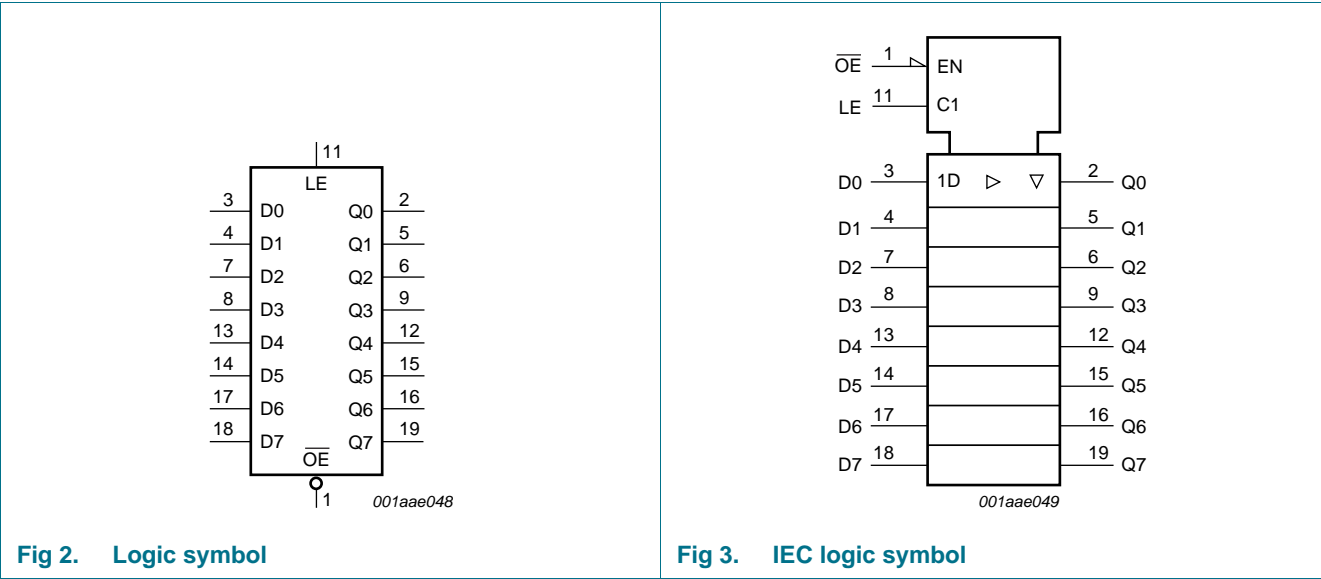 11
LE
3 D0 Q0 2
4 D1 Q1 5
7 D2 Q2 6
8 D3 Q3 9
13 D4 Q4 12
14 D5 Q5 15
17 D6 Q6 16
18 D7 Q7 19
O̅E̅
1
001aae048
Fig 2. Logic symbol
O̅E̅ 1 EN
LE 11 C1
D0 3 1D ▷ ▽ 2 Q0
D1 4 5 Q1
D2 7 6 Q2
D3 8 9 Q3
D4 13 12 Q4
D5 14 15 Q5
D6 17 16 Q6
D7 18 19 Q7
001aae049
Fig 3. IEC logic symbol